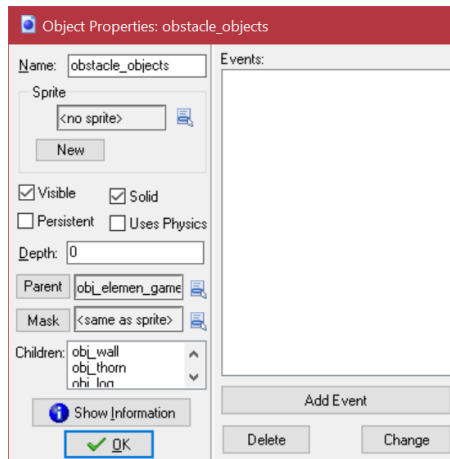 Object Properties: obstacle_objects
Name: obstacle_objects
Sprite
<no sprite>
New
Visible
Solid
Persistent
Uses Physics
Depth: 0
Parent obj_elemen_game
Mask <same as sprite>
Children: obj_wall
obj_thorn
obj_log
Show Information
OK
Events:
Add Event
Delete
Change